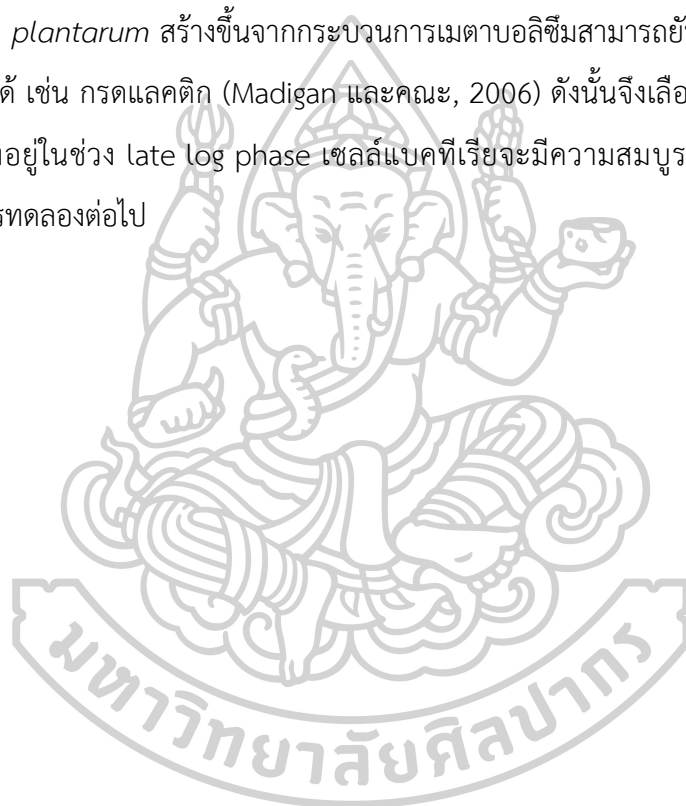 plantarum สร้างขึ้นจากกระบวนการเมตาบอลิซึมสามารถยับ
ด้ เช่น กรดแลคติก (Madigan และคณะ, 2006) ดังนั้นจึงเลือ
อยู่ในช่วง late log phase เซลล์แบคทีเรียจะมีความสมบูร
รทดลองต่อไป
มหาวิทยาลัยศิลปากร